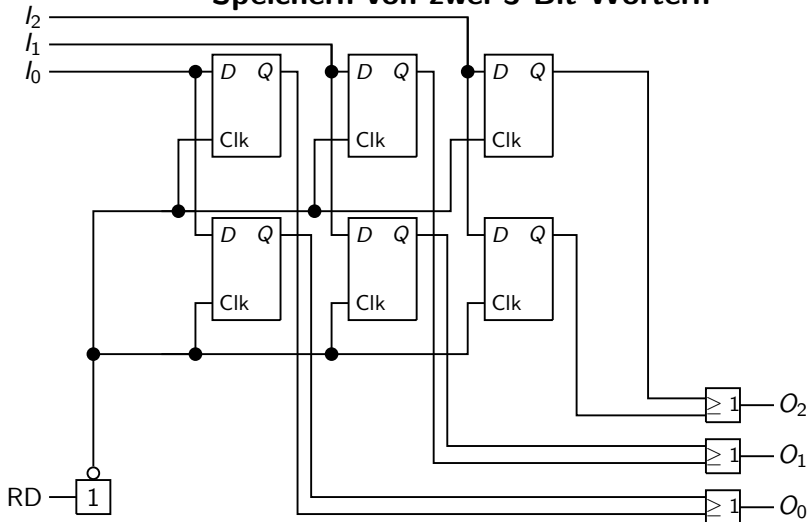 Speichern von zwei 3-Bit-Wörtern
I2
I1
I0
D Q
Clk
D Q
Clk
D Q
Clk
D Q
Clk
D Q
Clk
D Q
Clk
≥ 1 O2
≥ 1 O1
RD 1
≥ 1 O0